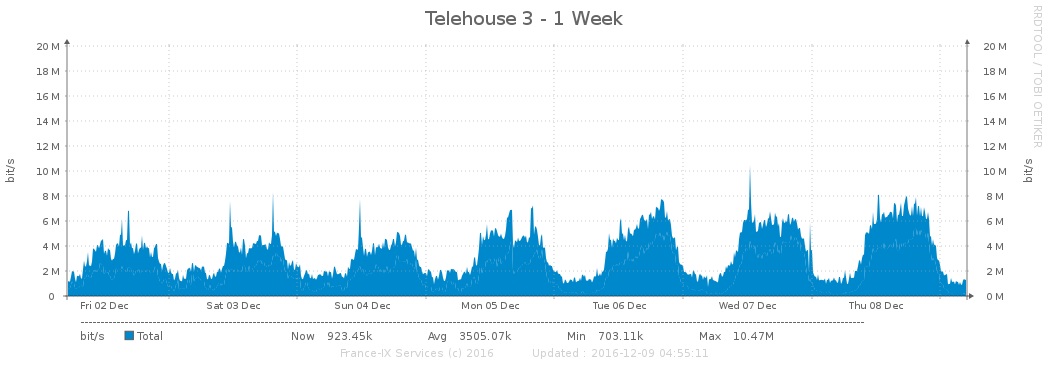 Telehouse 3 - 1 Week
RRDTOOL / TOBI OETIKER
20 M 20 M
18 M 18 M
16 M 16 M
14 M 14 M
12 M 12 M
10 M 10 M
8 M 8 M
6 M 6 M
4 M 4 M
2 M 2 M
0 0 M
bit/s bit/s
Fri 02 Dec Sat 03 Dec Sun 04 Dec Mon 05 Dec Tue 06 Dec Wed 07 Dec Thu 08 Dec
bit/s Total Now 923.45k Avg 3505.07k Min 703.11k Max 10.47M
France-IX Services (c) 2016 Updated : 2016-12-09 04:55:11